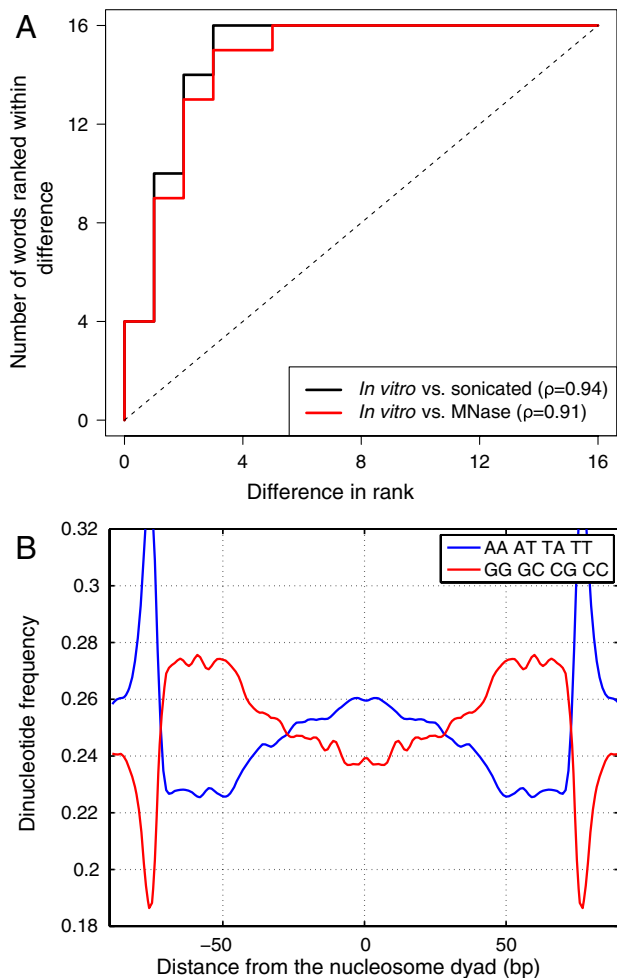 A
Number of words ranked within
difference
16
12
8
4
0
In vitro vs. sonicated (ρ=0.94)
In vitro vs. MNase (ρ=0.91)
0 4 8 12 16
Difference in rank
B
Dinucleotide frequency
0.32
0.3
0.28
0.26
0.24
0.22
0.2
0.18
AA AT TA TT
GG GC CG CC
−50 0 50
Distance from the nucleosome dyad (bp)